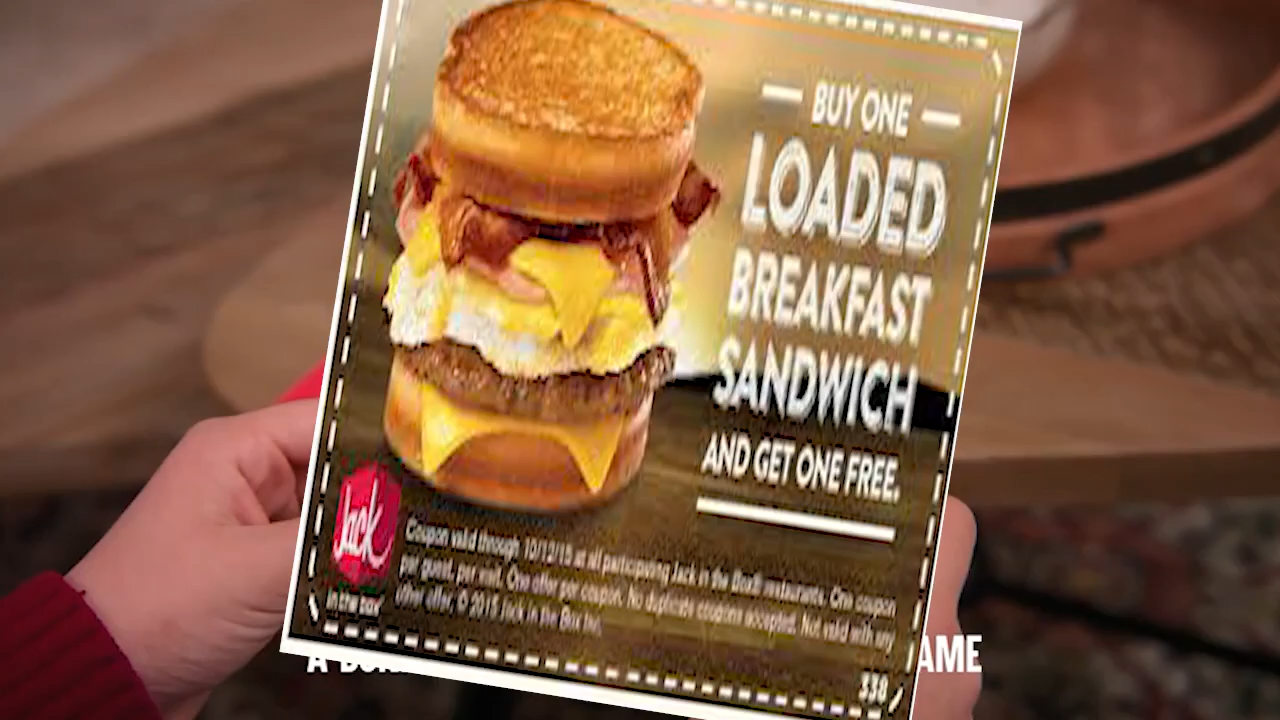 BUY ONE
LOADED
BREAKFAST
SANDWICH
AND GET ONE FREE.
Jack
in the box
Coupon valid through 10/12/15 at all participating Jack in the Box® restaurants. One coupon
per guest, per visit. One offer per coupon. No duplicate coupons accepted. Not valid with any
other offer. © 2015 Jack in the Box Inc.
338
A
AME